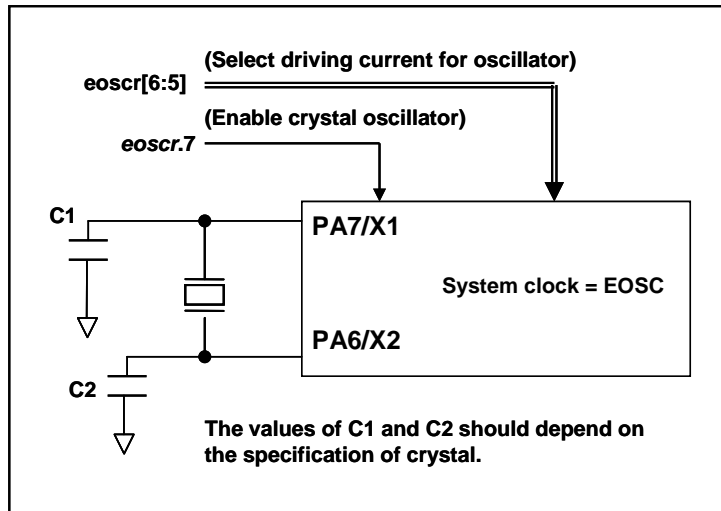 (Select driving current for oscillator)
eoscr[6:5]
(Enable crystal oscillator)
eoscr.7
C1
PA7/X1
System clock = EOSC
PA6/X2
C2
The values of C1 and C2 should depend on
the specification of crystal.